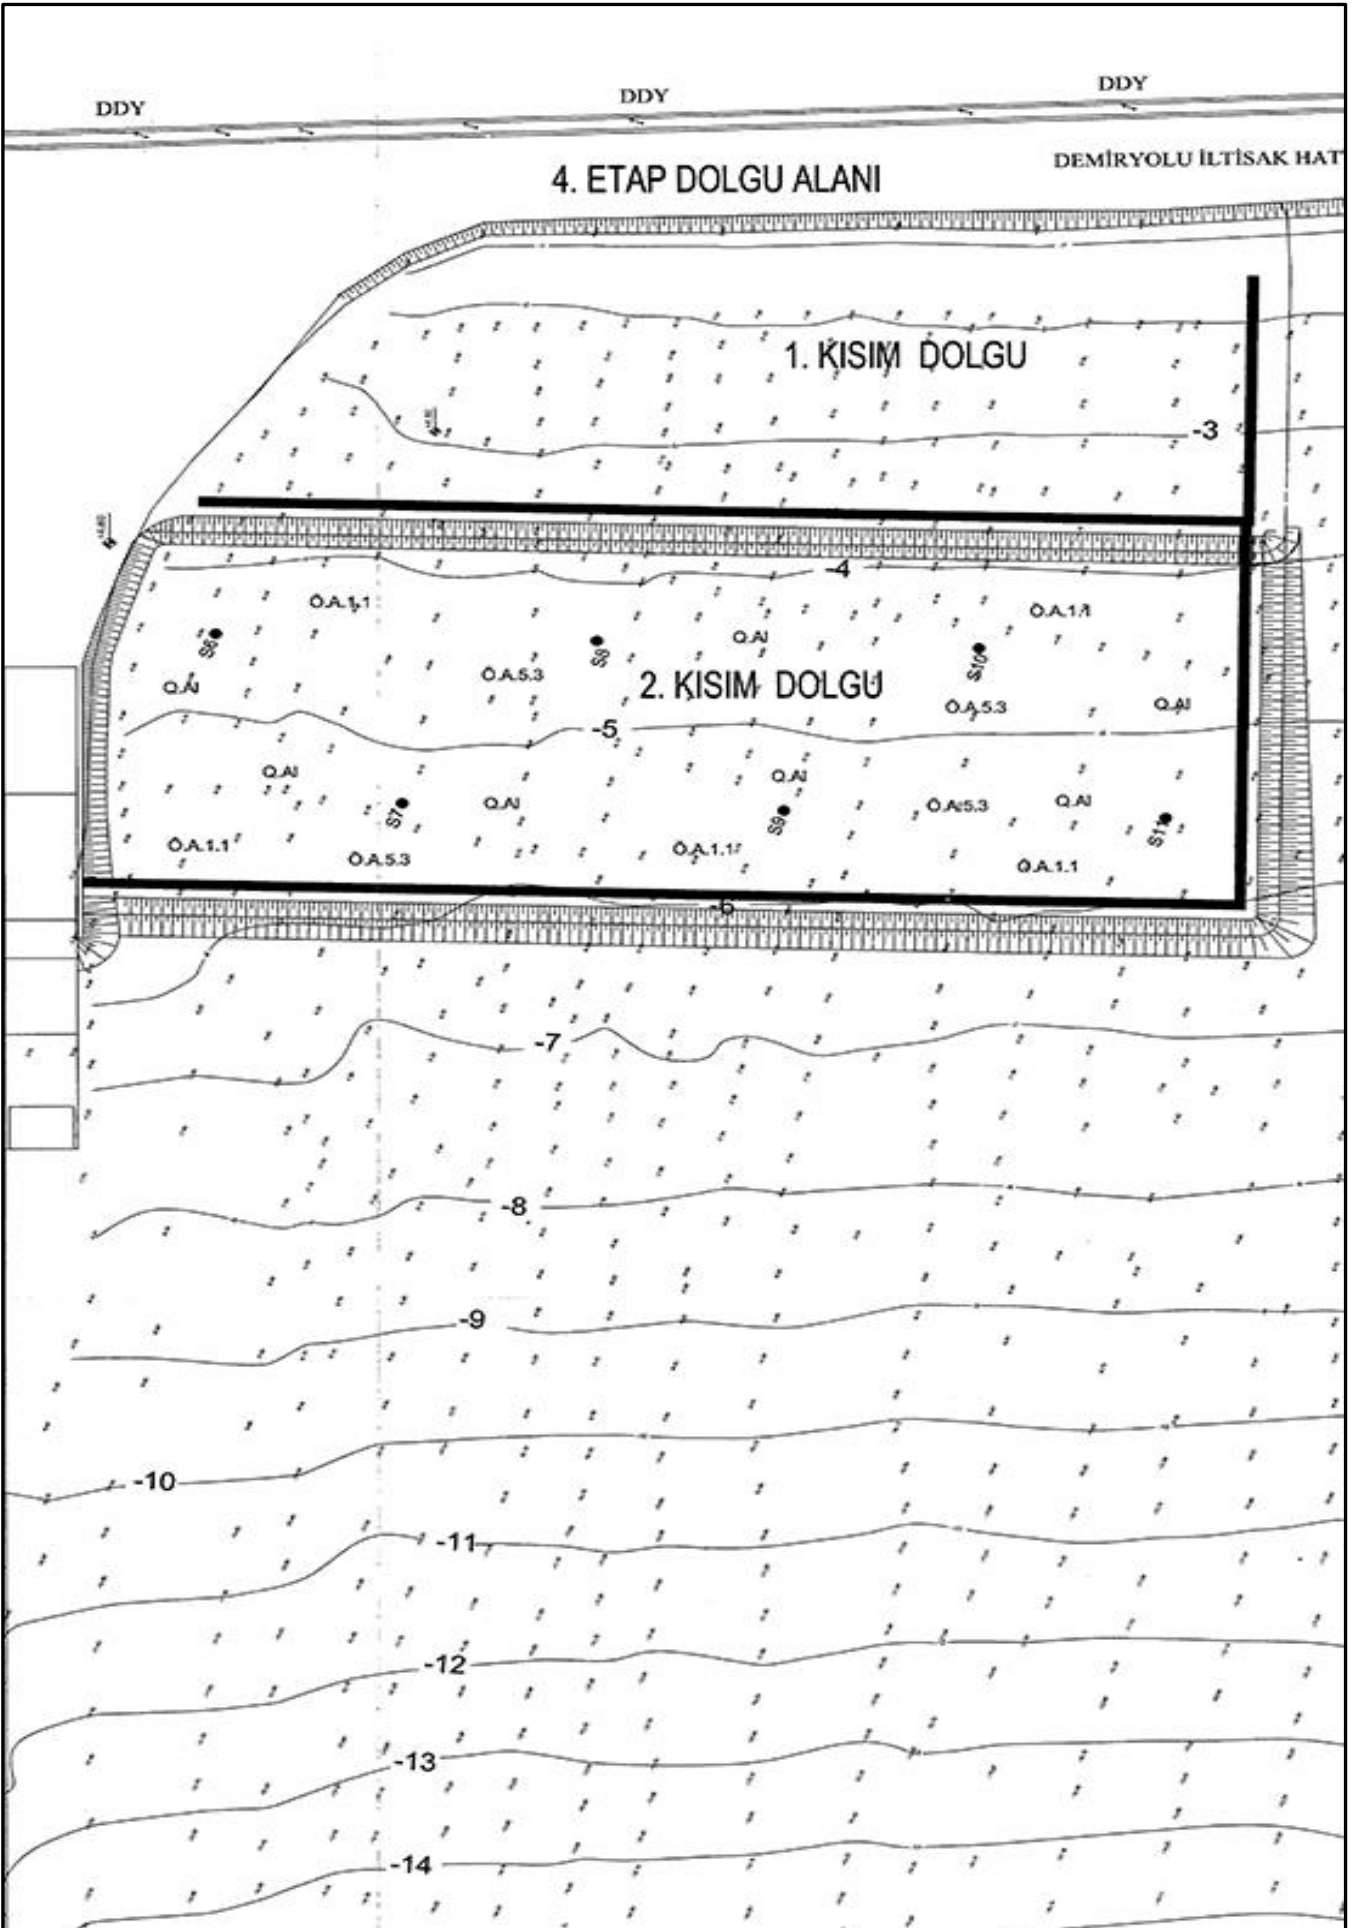 DDY
DDY
DDY
DEMİRYOLU İLTİSAK HAT
4. ETAP DOLGU ALANI
1. KISIM DOLGU
-3
-4
Ö.A.1.1
Ö.A.1.1
Q.Al
S6
S8
S10
Ö.A.5.3
2. KISIM DOLGU
Q.Al
Ö.A.5.3
Q.Al
-5
Q.Al
Q.Al
Q.Al
Ö.A.5.3
Q.Al
S7
S9
S11
Ö.A.1.1
Ö.A.5.3
Ö.A.1.1
Ö.A.1.1
-6
-7
-8
-9
-10
-11
-12
-13
-14